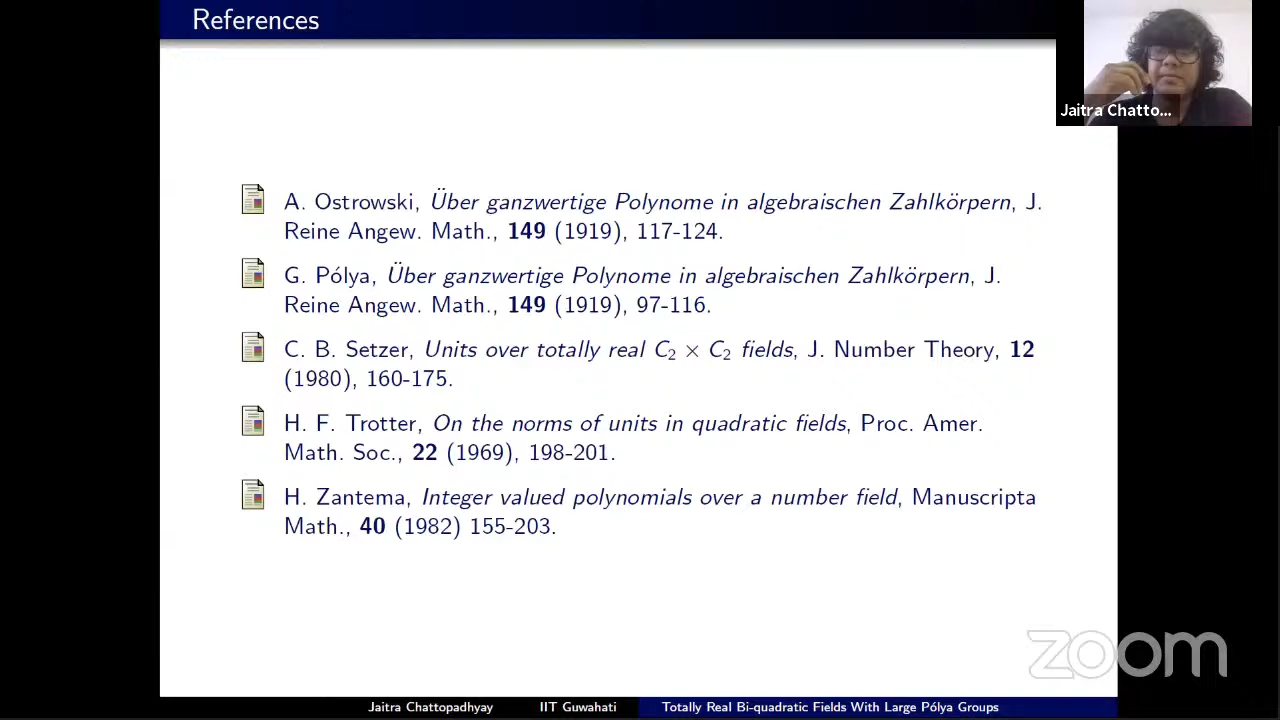 References
Jaitra Chatto...
A. Ostrowski, Über ganzwertige Polynome in algebraischen Zahlkörpern, J.
Reine Angew. Math., 149 (1919), 117-124.
G. Pólya, Über ganzwertige Polynome in algebraischen Zahlkörpern, J.
Reine Angew. Math., 149 (1919), 97-116.
C. B. Setzer, Units over totally real C₂ × C₂ fields, J. Number Theory, 12
(1980), 160-175.
H. F. Trotter, On the norms of units in quadratic fields, Proc. Amer.
Math. Soc., 22 (1969), 198-201.
H. Zantema, Integer valued polynomials over a number field, Manuscripta
Math., 40 (1982) 155-203.
zoom
Jaitra Chattopadhyay IIT Guwahati Totally Real Bi-quadratic Fields With Large Pólya Groups